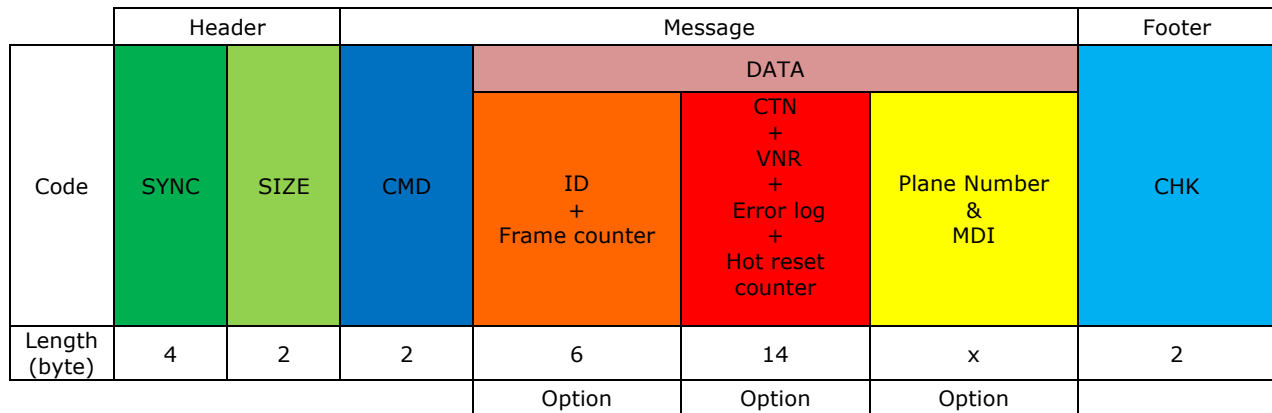 Header Message Footer
DATA
Code SYNC SIZE CMD ID
+
Frame counter CTN
+
VNR
+
Error log
+
Hot reset
counter Plane Number
&
MDI CHK
Length
(byte) 4 2 2 6 14 x 2
Option Option Option